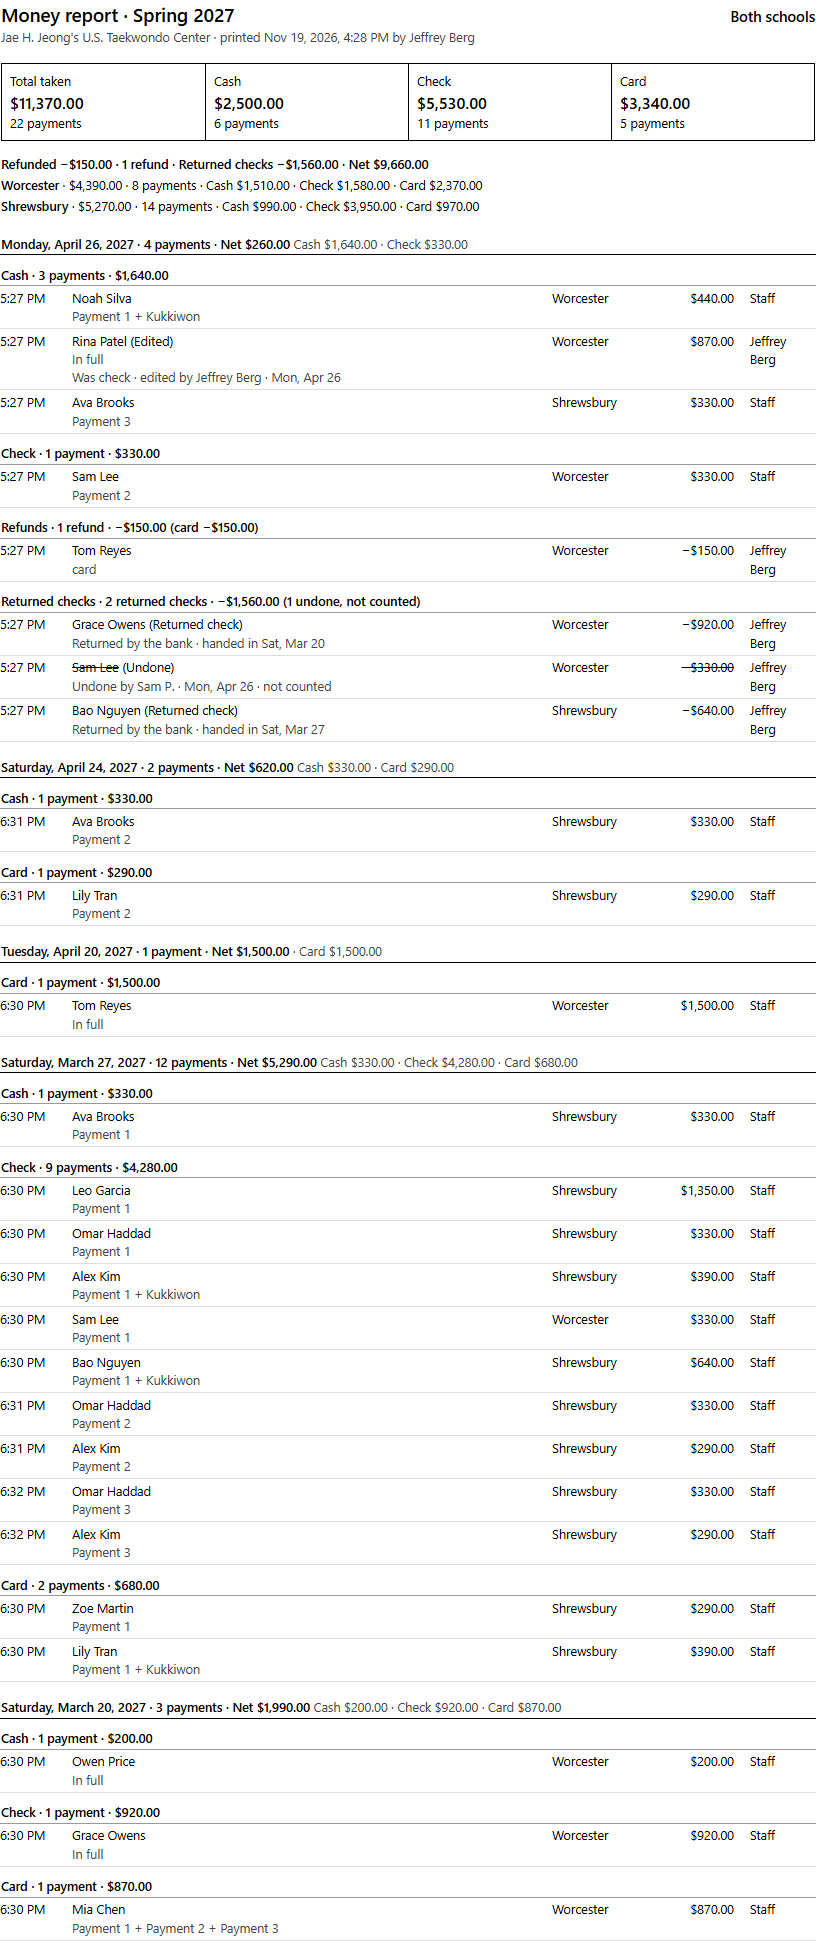 Money report · Spring 2027
Both schools
Jae H. Jeong's U.S. Taekwondo Center · printed Nov 19, 2026, 4:28 PM by Jeffrey Berg
Total taken
$11,370.00
22 payments
Cash
$2,500.00
6 payments
Check
$5,530.00
11 payments
Card
$3,340.00
5 payments
Refunded −$150.00 · 1 refund · Returned checks −$1,560.00 · Net $9,660.00
Worcester · $4,390.00 · 8 payments · Cash $1,510.00 · Check $1,580.00 · Card $2,370.00
Shrewsbury · $5,270.00 · 14 payments · Cash $990.00 · Check $3,950.00 · Card $970.00
Monday, April 26, 2027 · 4 payments · Net $260.00 Cash $1,640.00 · Check $330.00
Cash · 3 payments · $1,640.00
5:27 PM Noah Silva Worcester $440.00 Staff
Payment 1 + Kukkiwon
5:27 PM Rina Patel (Edited) Worcester $870.00 Jeffrey
In full Berg
Was check · edited by Jeffrey Berg · Mon, Apr 26
5:27 PM Ava Brooks Shrewsbury $330.00 Staff
Payment 3
Check · 1 payment · $330.00
5:27 PM Sam Lee Worcester $330.00 Staff
Payment 2
Refunds · 1 refund · −$150.00 (card −$150.00)
5:27 PM Tom Reyes Worcester −$150.00 Jeffrey
card Berg
Returned checks · 2 returned checks · −$1,560.00 (1 undone, not counted)
5:27 PM Grace Owens (Returned check) Worcester −$920.00 Jeffrey
Returned by the bank · handed in Sat, Mar 20 Berg
5:27 PM Sam Lee (Undone) Worcester −$330.00 Jeffrey
Undone by Sam P. · Mon, Apr 26 · not counted Berg
5:27 PM Bao Nguyen (Returned check) Shrewsbury −$640.00 Jeffrey
Returned by the bank · handed in Sat, Mar 27 Berg
Saturday, April 24, 2027 · 2 payments · Net $620.00 Cash $330.00 · Card $290.00
Cash · 1 payment · $330.00
6:31 PM Ava Brooks Shrewsbury $330.00 Staff
Payment 2
Card · 1 payment · $290.00
6:31 PM Lily Tran Shrewsbury $290.00 Staff
Payment 2
Tuesday, April 20, 2027 · 1 payment · Net $1,500.00 · Card $1,500.00
Card · 1 payment · $1,500.00
6:30 PM Tom Reyes Worcester $1,500.00 Staff
In full
Saturday, March 27, 2027 · 12 payments · Net $5,290.00 Cash $330.00 · Check $4,280.00 · Card $680.00
Cash · 1 payment · $330.00
6:30 PM Ava Brooks Shrewsbury $330.00 Staff
Payment 1
Check · 9 payments · $4,280.00
6:30 PM Leo Garcia Shrewsbury $1,350.00 Staff
Payment 1
6:30 PM Omar Haddad Shrewsbury $330.00 Staff
Payment 1
6:30 PM Alex Kim Shrewsbury $390.00 Staff
Payment 1 + Kukkiwon
6:30 PM Sam Lee Worcester $330.00 Staff
Payment 1
6:30 PM Bao Nguyen Shrewsbury $640.00 Staff
Payment 1 + Kukkiwon
6:31 PM Omar Haddad Shrewsbury $330.00 Staff
Payment 2
6:31 PM Alex Kim Shrewsbury $290.00 Staff
Payment 2
6:32 PM Omar Haddad Shrewsbury $330.00 Staff
Payment 3
6:32 PM Alex Kim Shrewsbury $290.00 Staff
Payment 3
Card · 2 payments · $680.00
6:30 PM Zoe Martin Shrewsbury $290.00 Staff
Payment 1
6:30 PM Lily Tran Shrewsbury $390.00 Staff
Payment 1 + Kukkiwon
Saturday, March 20, 2027 · 3 payments · Net $1,990.00 Cash $200.00 · Check $920.00 · Card $870.00
Cash · 1 payment · $200.00
6:30 PM Owen Price Worcester $200.00 Staff
In full
Check · 1 payment · $920.00
6:30 PM Grace Owens Worcester $920.00 Staff
In full
Card · 1 payment · $870.00
6:30 PM Mia Chen Worcester $870.00 Staff
Payment 1 + Payment 2 + Payment 3